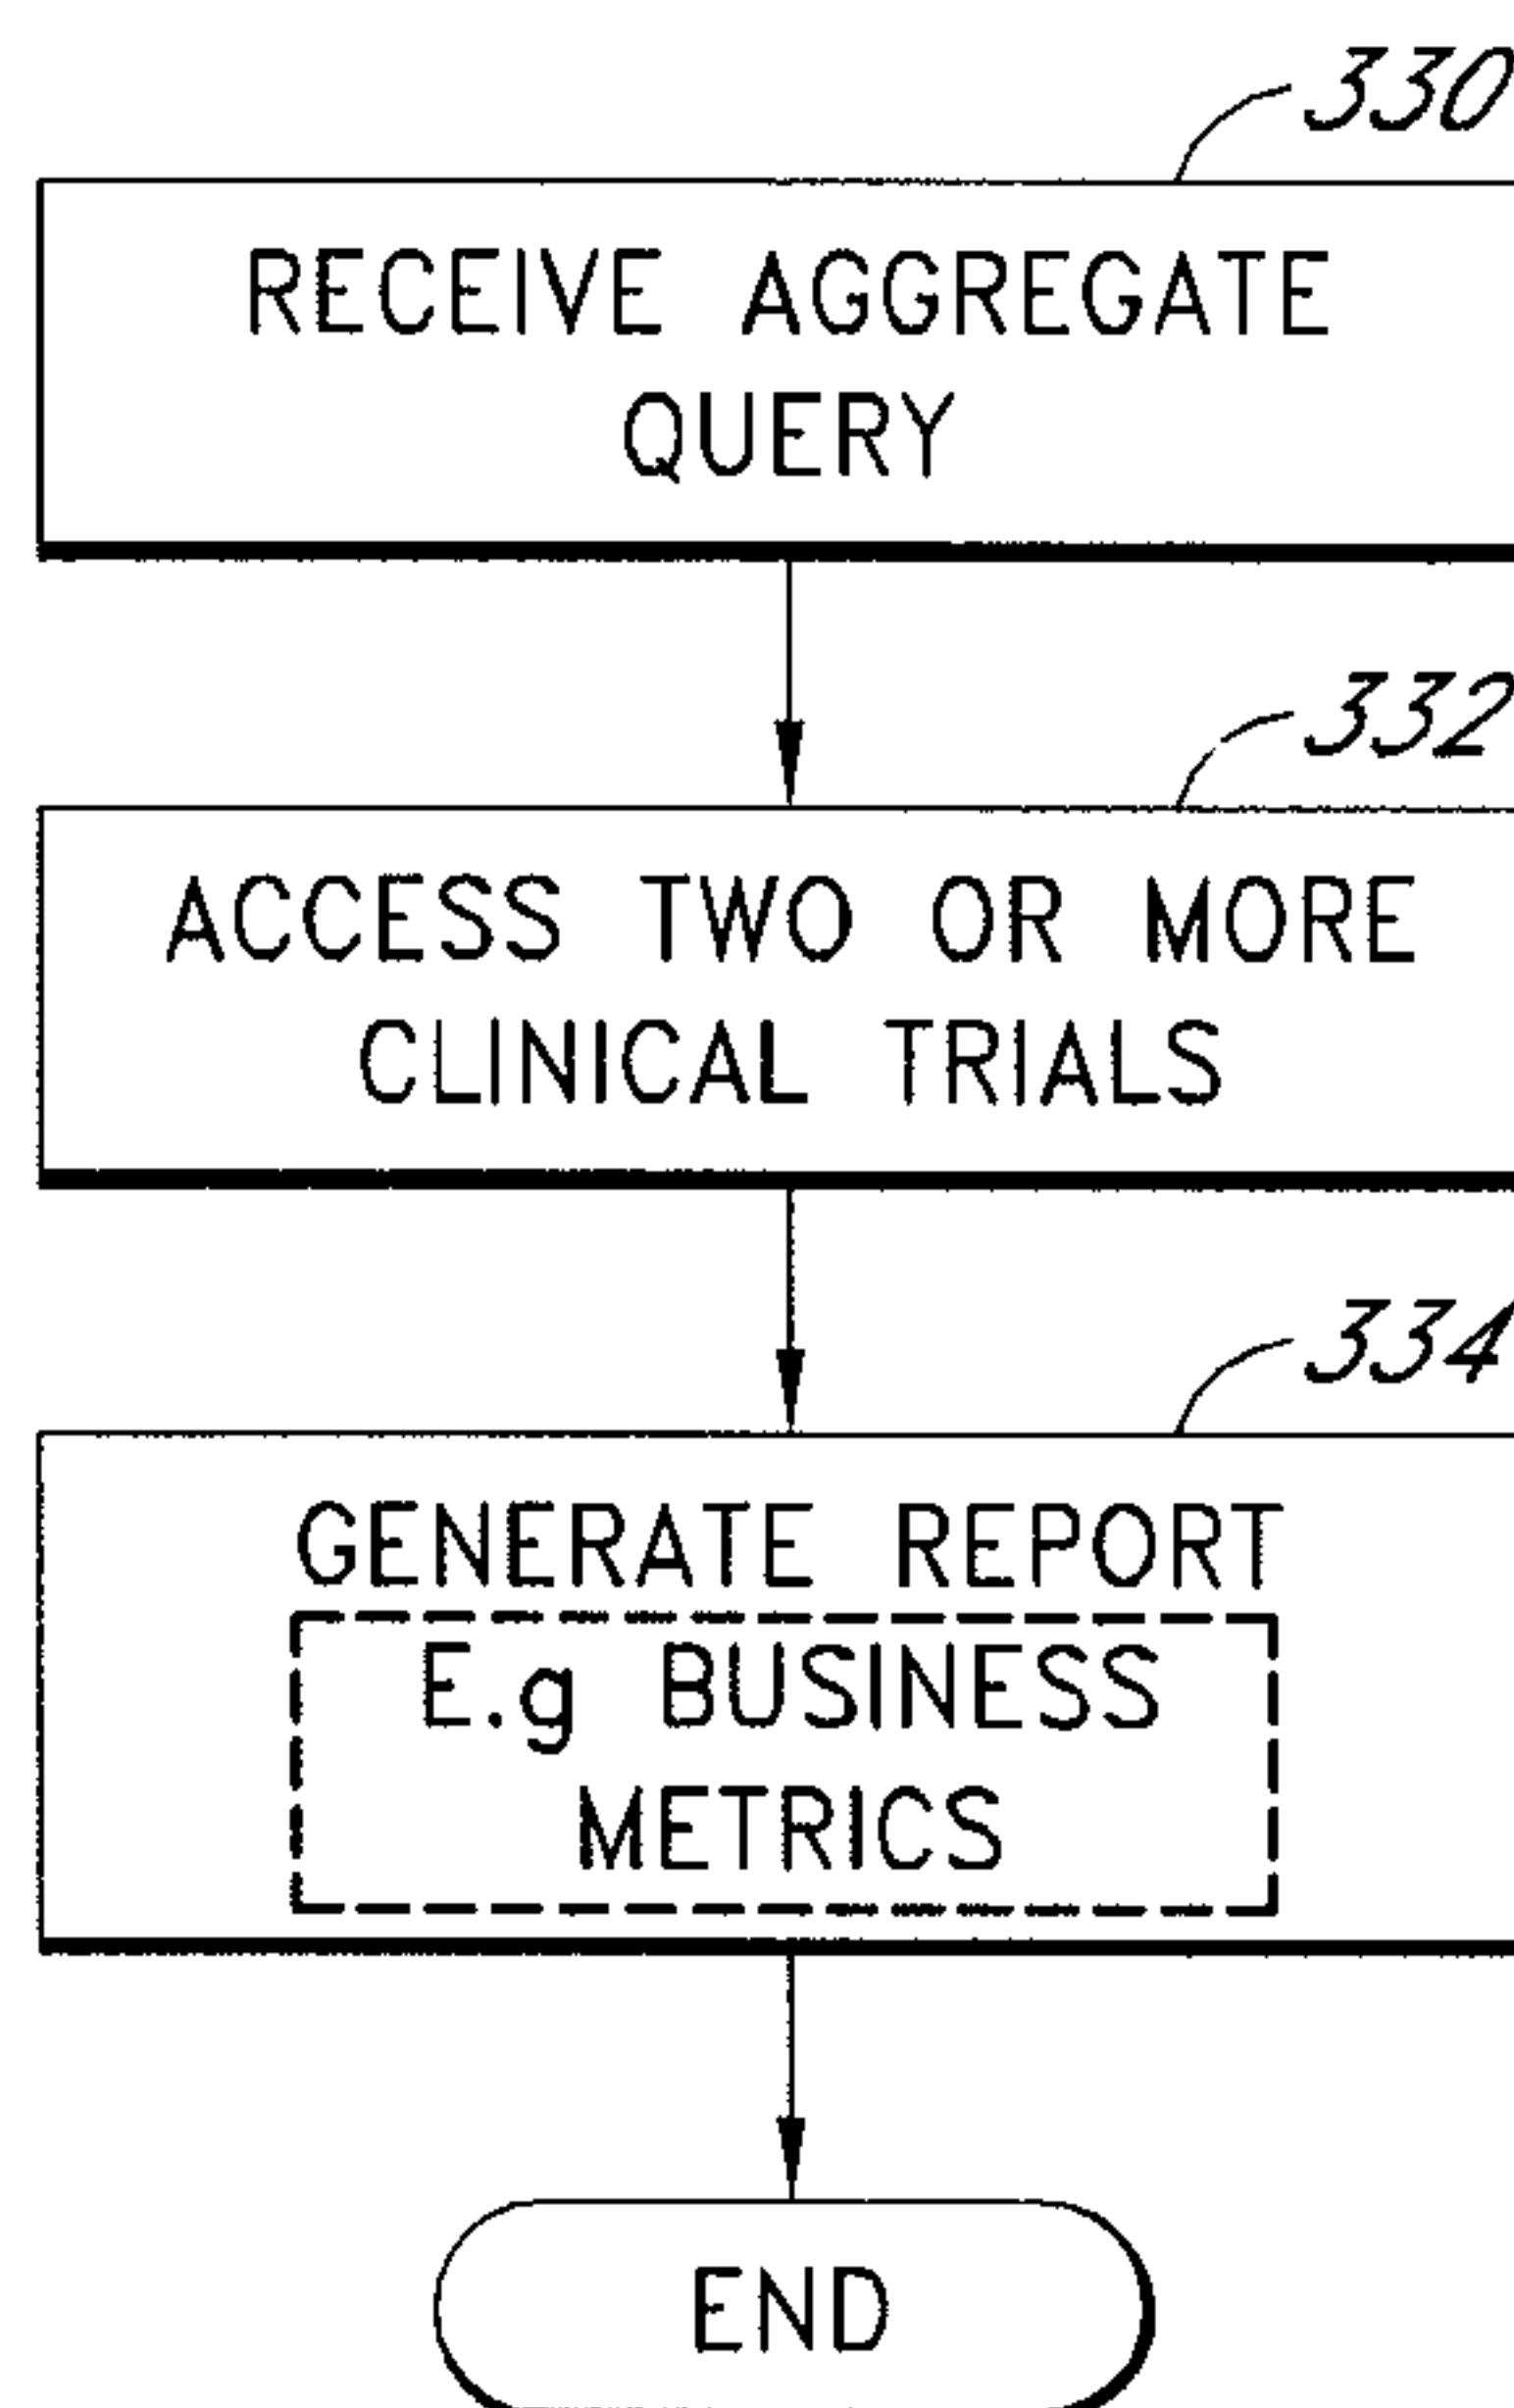 330
RECEIVE AGGREGATE
QUERY
332
ACCESS TWO OR MORE
CLINICAL TRIALS
334
GENERATE REPORT
E.g BUSINESS
METRICS
END